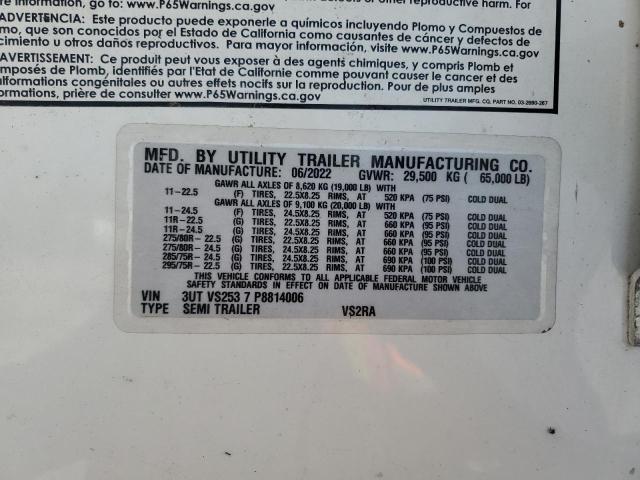 re information, go to: www.P65Warnings.ca.gov
ADVERTENCIA: Este producto puede exponerle a químicos incluyendo Plomo y Compuestos de
omo, que son conocidos por el Estado de California como causantes de cáncer y defectos de
cimiento u otros daños reproductivos. Para mayor información, visite www.P65Warnings.ca.gov
AVERTISSEMENT: Ce produit peut vous exposer à des agents chimiques, y compris Plomb et
mposés de Plomb, identifiés par l'Etat de Californie comme pouvant causer le cancer et des
alformations congénitales ou autres effets nocifs sur la reproduction. Pour de plus amples
formations, prière de consulter www.P65Warnings.ca.gov
UTILITY TRAILER MFG. CO. PART NO. 03-2890-267
MFD. BY UTILITY TRAILER MANUFACTURING CO.
DATE OF MANUFACTURE: 06/2022 GVWR: 29,500 KG ( 65,000 LB)
GAWR ALL AXLES OF 8,620 KG (19,000 LB) WITH
11-22.5 (F) TIRES, 22.5X8.25 RIMS, AT 520 KPA (75 PSI) COLD DUAL
GAWR ALL AXLES OF 9,100 KG (20,000 LB) WITH
11-24.5 (F) TIRES, 24.5X8.25 RIMS, AT 520 KPA (75 PSI) COLD DUAL
11R-22.5 (G) TIRES, 22.5X8.25 RIMS, AT 660 KPA (95 PSI) COLD DUAL
11R-24.5 (G) TIRES, 24.5X8.25 RIMS, AT 660 KPA (95 PSI) COLD DUAL
275/80R-22.5 (G) TIRES, 22.5X8.25 RIMS, AT 660 KPA (95 PSI) COLD DUAL
275/80R-24.5 (G) TIRES, 24.5X8.25 RIMS, AT 660 KPA (95 PSI) COLD DUAL
285/75R-24.5 (G) TIRES, 24.5X8.25 RIMS, AT 690 KPA (100 PSI) COLD DUAL
295/75R-22.5 (G) TIRES, 22.5X8.25 RIMS, AT 690 KPA (100 PSI) COLD DUAL
THIS VEHICLE CONFORMS TO ALL APPLICABLE FEDERAL MOTOR VEHICLE
SAFETY STANDARDS IN EFFECT ON DATE OF MANUFACTURE SHOWN ABOVE
VIN 3UT VS253 7 P8814006
TYPE SEMI TRAILER VS2RA